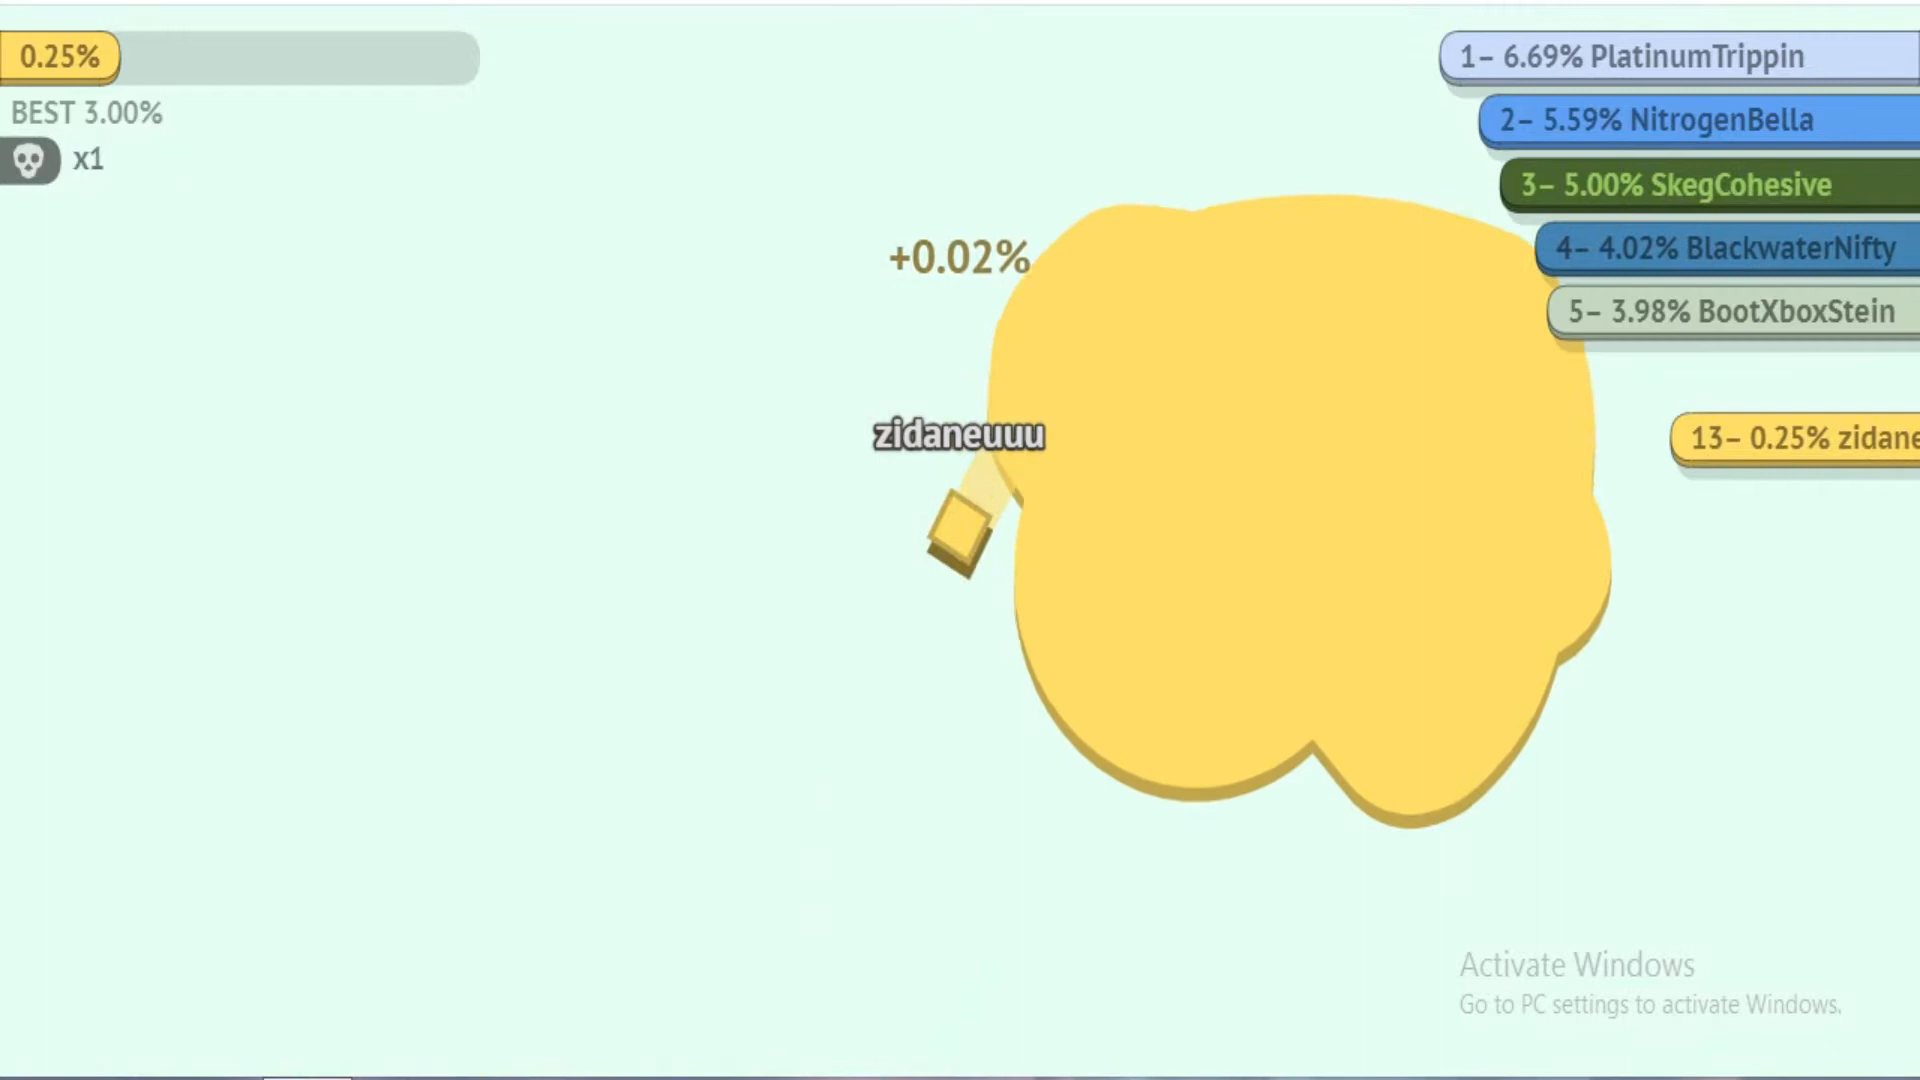 0.25%
BEST 3.00%
x1
1– 6.69% PlatinumTrippin
2– 5.59% NitrogenBella
3– 5.00% SkegCohesive
4– 4.02% BlackwaterNifty
5– 3.98% BootXboxStein
+0.02%
zidaneuuu
13– 0.25% zidane
Activate Windows
Go to PC settings to activate Windows.